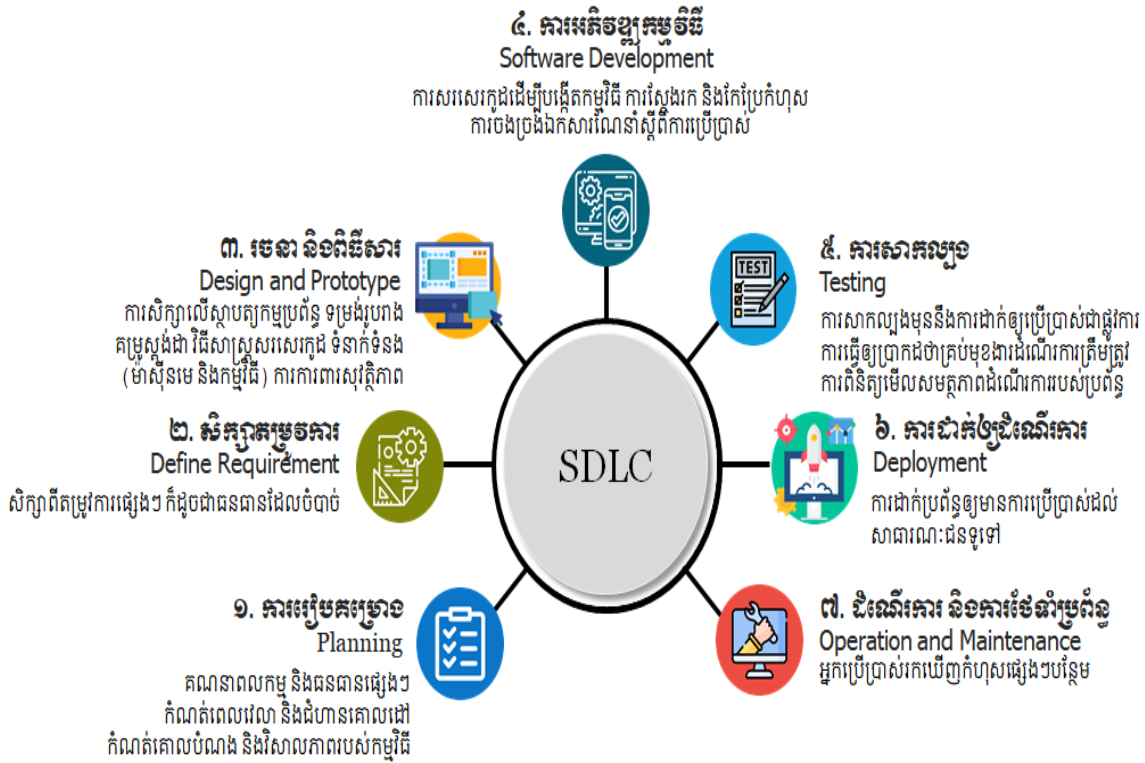 ៤. ការអភិវឌ្ឍកម្មវិធី
Software Development
ការសរសេរកូដដើម្បីបង្កើតកម្មវិធី ការស្វែងរក និងកែប្រែកំហុស
ការចងក្រងឯកសារណែនាំស្តីពីការប្រើប្រាស់
៣. រចនា និងពិធីសារ
Design and Prototype
ការសិក្សាលើស្ថាបត្យកម្មប្រព័ន្ធ ទម្រង់រូបរាង
គម្រូស្តង់ដា វិធីសាស្រ្តសរសេរកូដ ទំនាក់ទំនង
(ម៉ាស៊ីនមេ និងកម្មវិធី) ការការពារសុវត្ថិភាព
២. សិក្សាតម្រូវការ
Define Requirement
សិក្សាពីតម្រូវការផ្សេងៗ ក៏ដូចជាធនធានដែលចំបាច់
១. ការរៀបគម្រោង
Planning
គណនាពលកម្ម និងធនធានផ្សេងៗ
កំណត់ពេលវេលា និងជំហានគោលដៅ
កំណត់គោលបំណង និងវិសាលភាពរបស់កម្មវិធី
SDLC
TEST
៥. ការសាកល្បង
Testing
ការសាកល្បងមុននឹងការដាក់ឲ្យប្រើប្រាស់ជាផ្លូវការ
ការធ្វើឲ្យប្រាកដថាគ្រប់មុខងារដំណើរការត្រឹមត្រូវ
ការពិនិត្យមើលសមត្ថភាពដំណើរការរបស់ប្រព័ន្ធ
៦. ការដាក់ឲ្យដំណើរការ
Deployment
ការដាក់ប្រព័ន្ធឲ្យមានការប្រើប្រាស់ដល់
សាធារណៈជនទូទៅ
៧. ដំណើរការ និងការថែទាំប្រព័ន្ធ
Operation and Maintenance
អ្នកប្រើប្រាស់រកឃើញកំហុសផ្សេងៗបន្ថែម